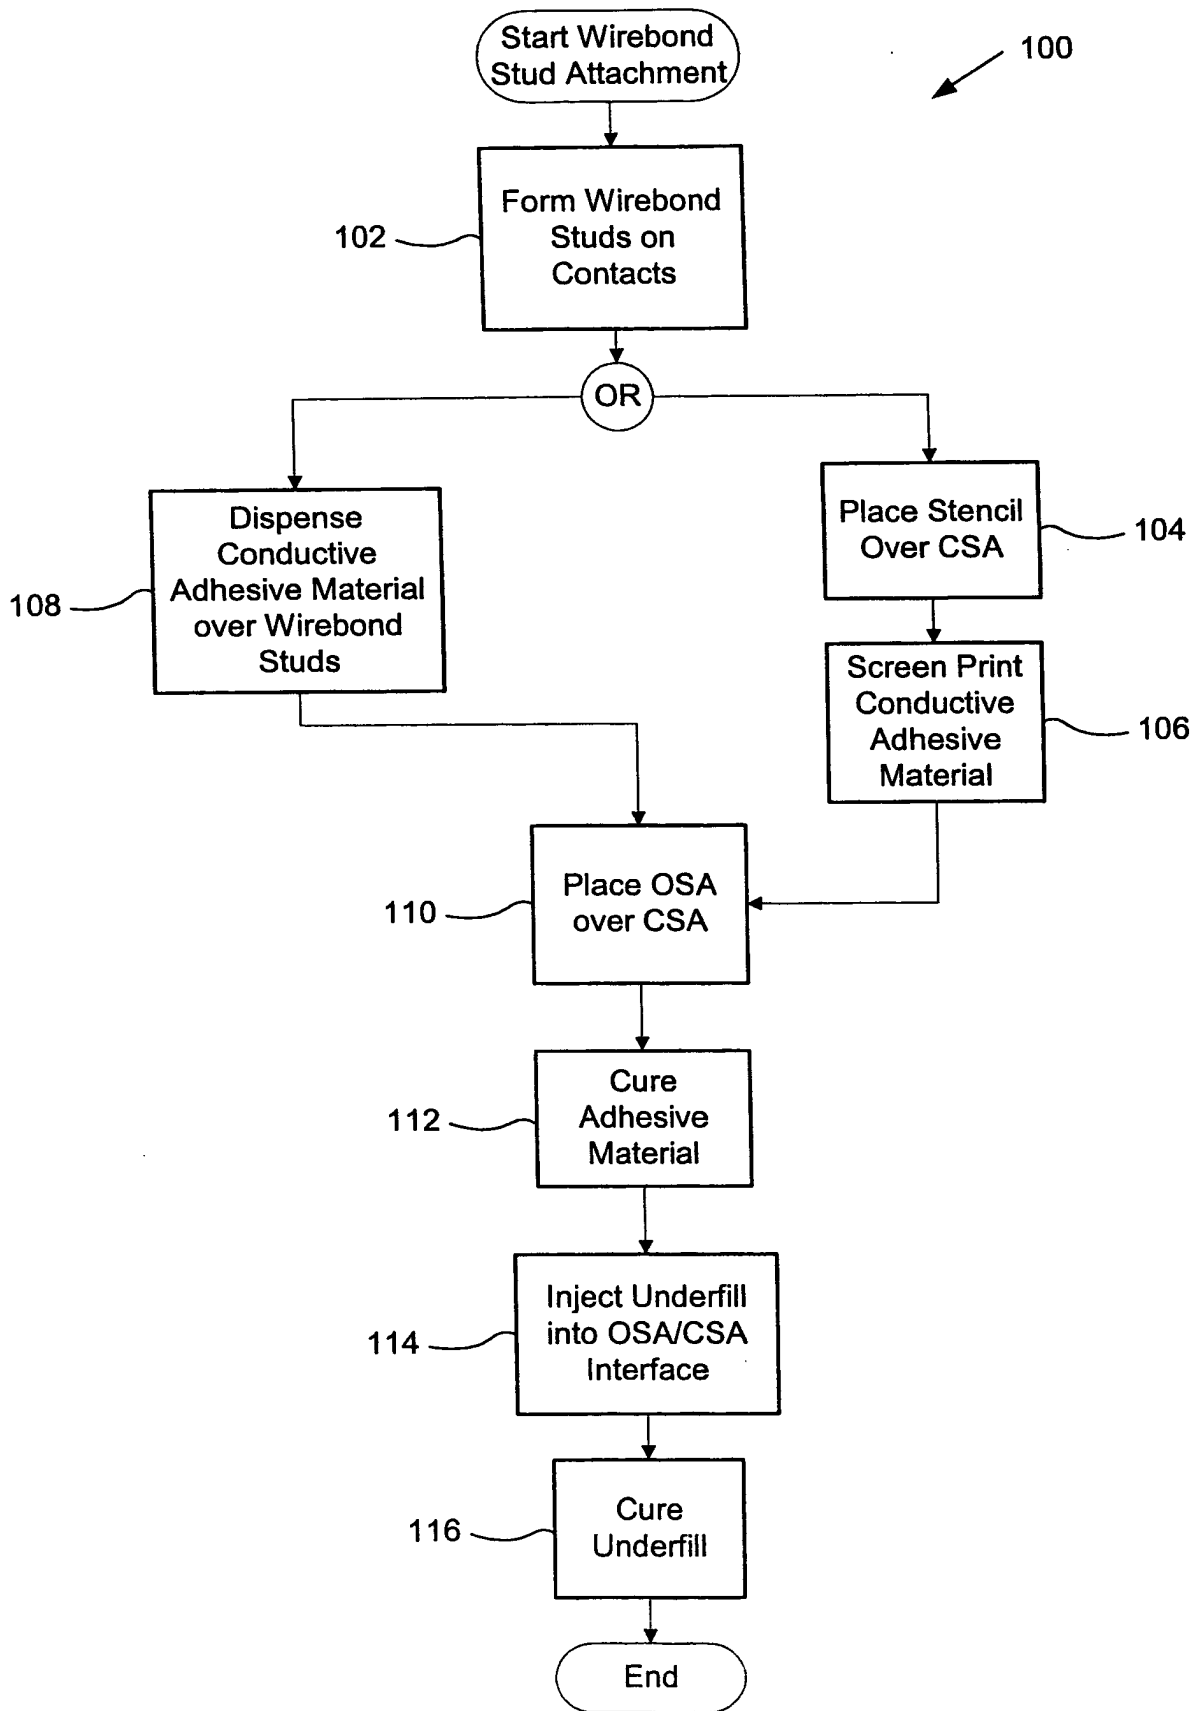 Start Wirebond
Stud Attachment
100
Form Wirebond
Studs on
Contacts
102
OR
Dispense
Conductive
Adhesive Material
over Wirebond
Studs
108
Place Stencil
Over CSA
104
Screen Print
Conductive
Adhesive
Material
106
Place OSA
over CSA
110
Cure
Adhesive
Material
112
Inject Underfill
into OSA/CSA
Interface
114
Cure
Underfill
116
End